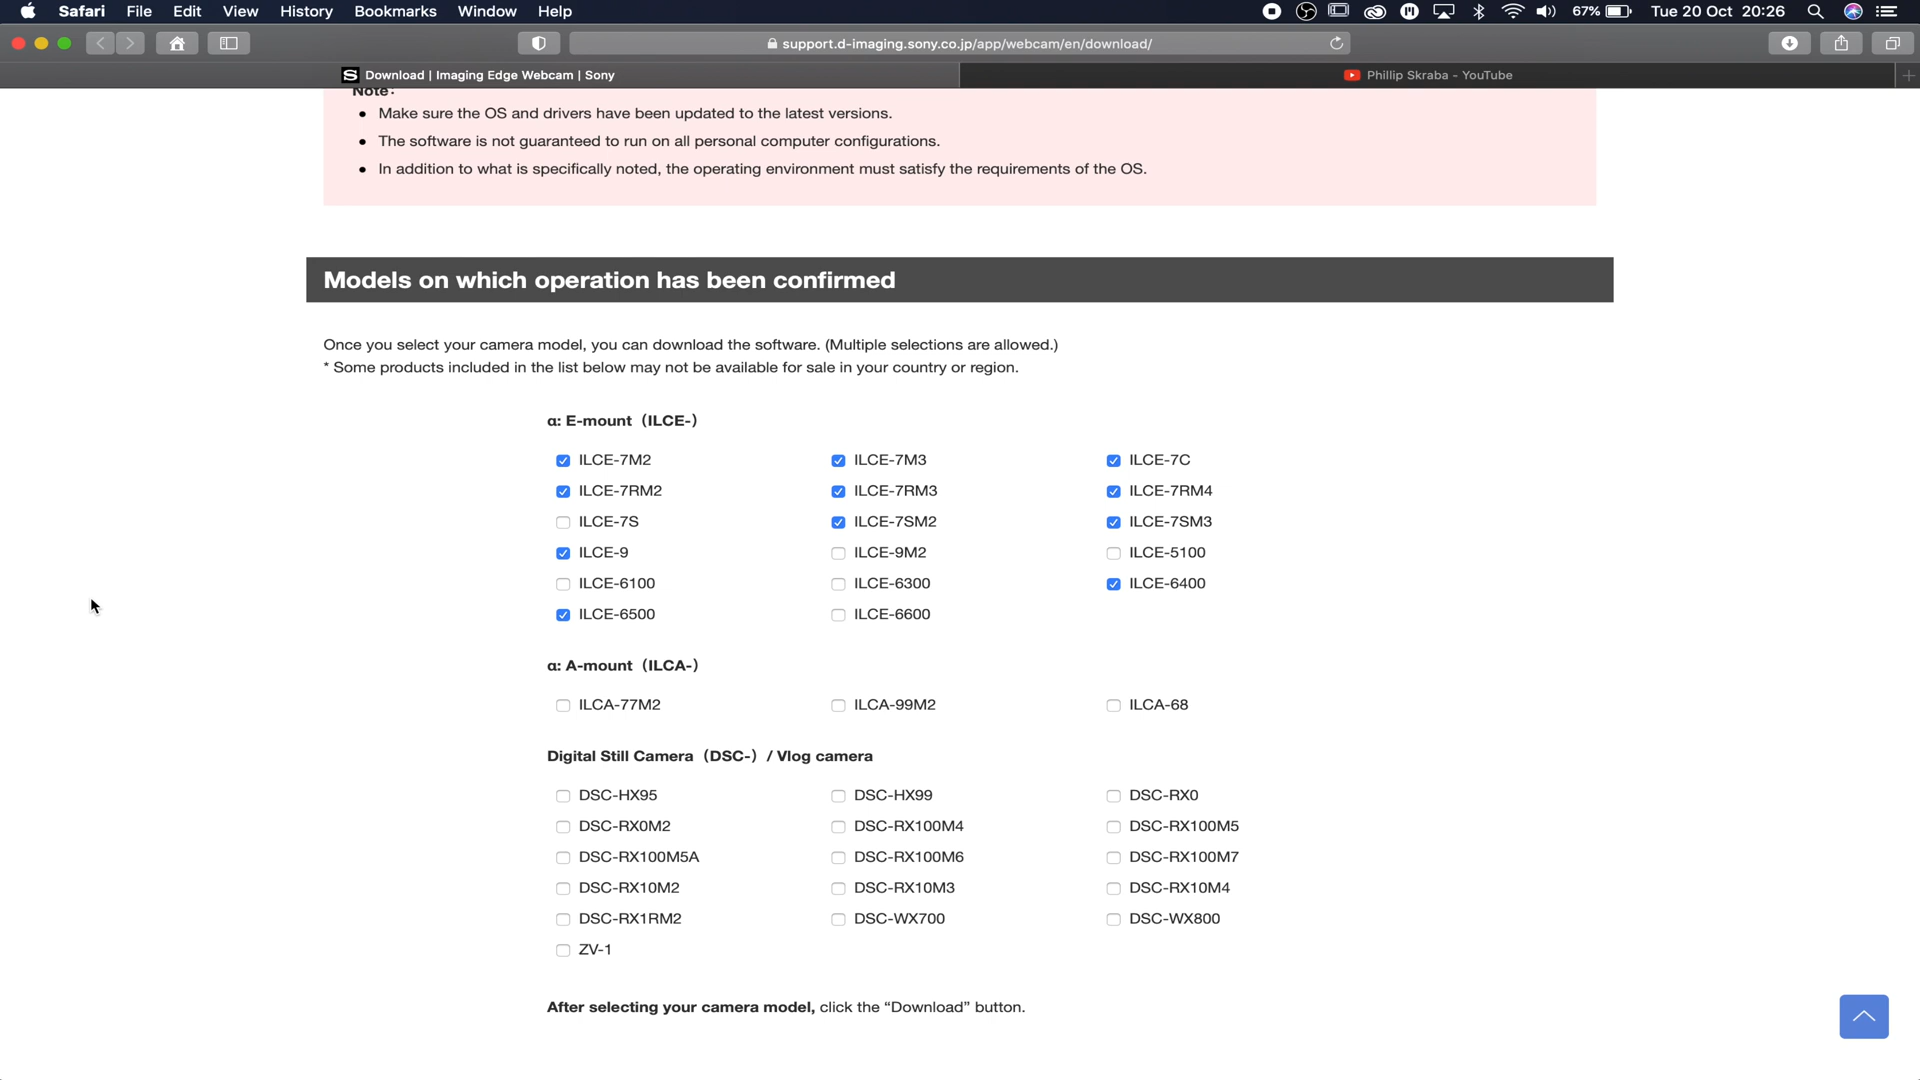 Safari File Edit View History Bookmarks Window Help 67% Tue 20 Oct 20:26
support.d-imaging.sony.co.jp/app/webcam/en/download/
S Download | Imaging Edge Webcam | Sony Phillip Skraba - YouTube
Note:
• Make sure the OS and drivers have been updated to the latest versions.
• The software is not guaranteed to run on all personal computer configurations.
• In addition to what is specifically noted, the operating environment must satisfy the requirements of the OS.
Models on which operation has been confirmed
Once you select your camera model, you can download the software. (Multiple selections are allowed.)
* Some products included in the list below may not be available for sale in your country or region.
α: E-mount（ILCE-）
ILCE-7M2 ILCE-7M3 ILCE-7C
ILCE-7RM2 ILCE-7RM3 ILCE-7RM4
ILCE-7S ILCE-7SM2 ILCE-7SM3
ILCE-9 ILCE-9M2 ILCE-5100
ILCE-6100 ILCE-6300 ILCE-6400
ILCE-6500 ILCE-6600
α: A-mount（ILCA-）
ILCA-77M2 ILCA-99M2 ILCA-68
Digital Still Camera（DSC-）/ Vlog camera
DSC-HX95 DSC-HX99 DSC-RX0
DSC-RX0M2 DSC-RX100M4 DSC-RX100M5
DSC-RX100M5A DSC-RX100M6 DSC-RX100M7
DSC-RX10M2 DSC-RX10M3 DSC-RX10M4
DSC-RX1RM2 DSC-WX700 DSC-WX800
ZV-1
After selecting your camera model, click the “Download” button.